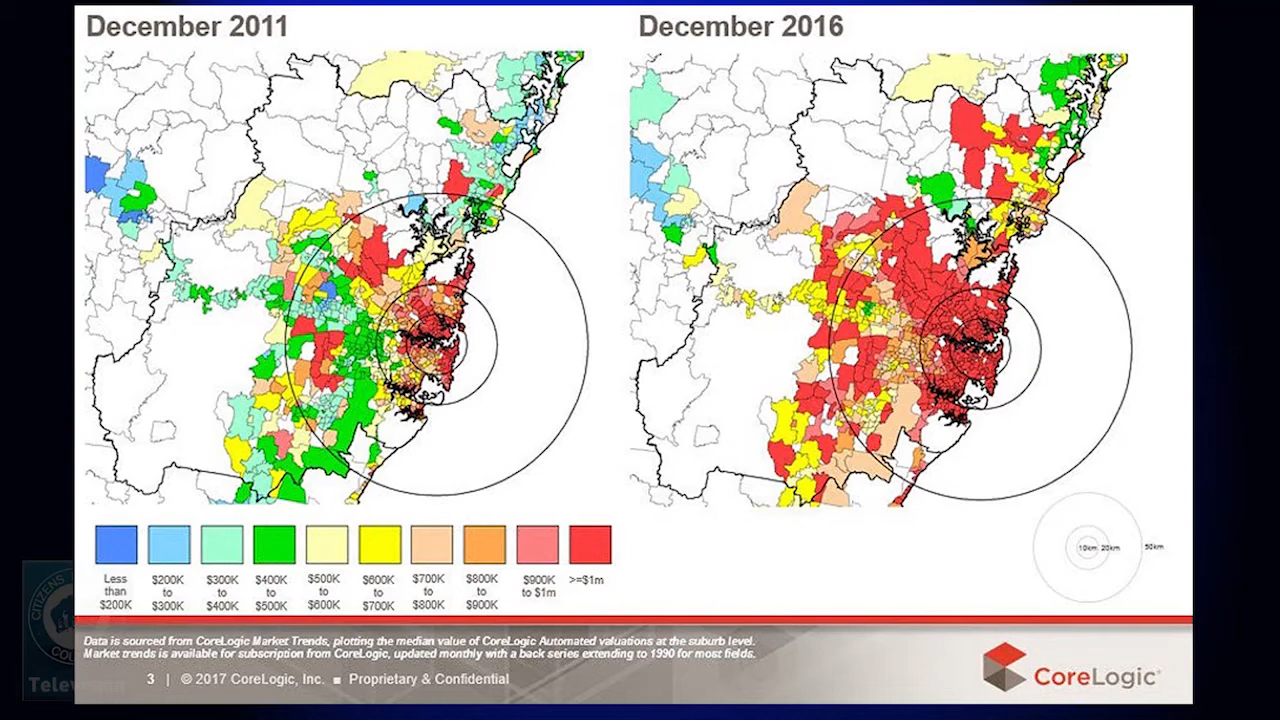 December 2011
December 2016
Less than $200K
$200K to $300K
$300K to $400K
$400K to $500K
$500K to $600K
$600K to $700K
$700K to $800K
$800K to $900K
$900K to $1m
>=$1m
10km 20km 50km
Data is sourced from CoreLogic Market Trends, plotting the median value of CoreLogic Automated valuations at the suburb level.
Market trends is available for subscription from CoreLogic, updated monthly with a back series extending to 1990 for most fields.
3 | © 2017 CoreLogic, Inc. ■ Proprietary & Confidential
CoreLogic®
CITIZENS